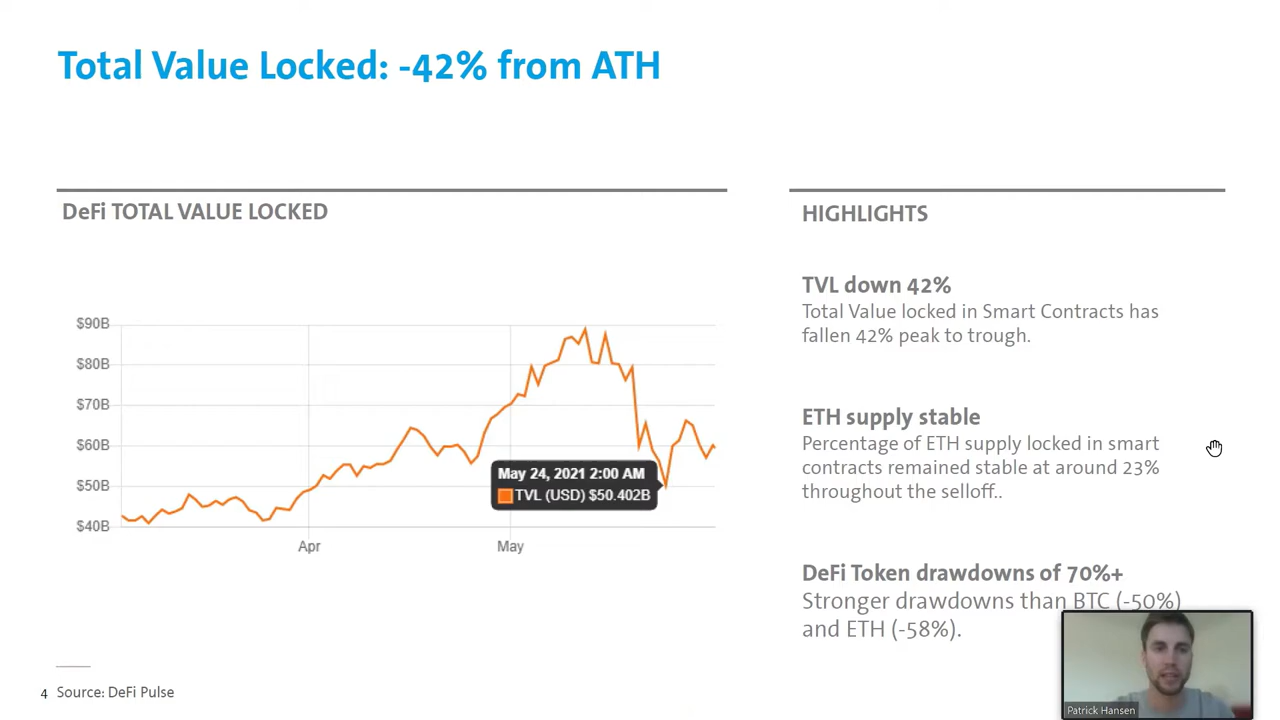 Total Value Locked: -42% from ATH
DeFi TOTAL VALUE LOCKED
$90B
$80B
$70B
$60B
$50B
$40B
May 24, 2021 2:00 AM
TVL (USD) $50.402B
Apr
May
HIGHLIGHTS
TVL down 42%
Total Value locked in Smart Contracts has
fallen 42% peak to trough.
ETH supply stable
Percentage of ETH supply locked in smart
contracts remained stable at around 23%
throughout the selloff..
DeFi Token drawdowns of 70%+
Stronger drawdowns than BTC (-50%)
and ETH (-58%).
4 Source: DeFi Pulse
Patrick Hansen